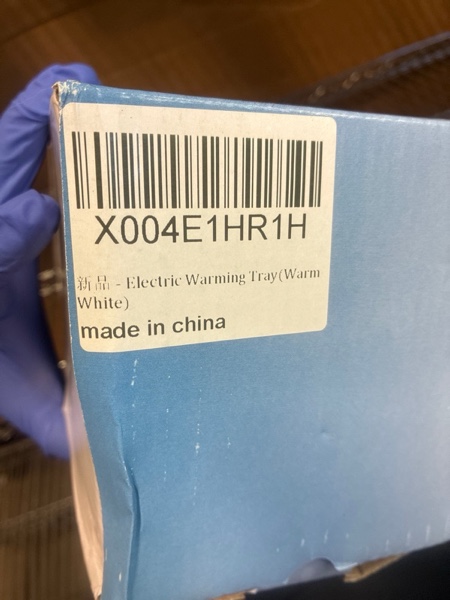 X004E1HR1H
新品 - Electric Warming Tray(Warm
White)
made in china